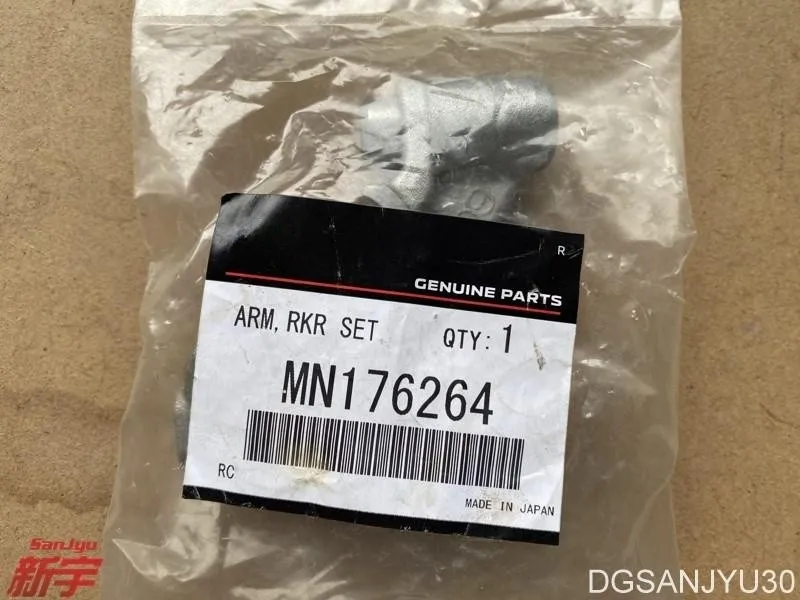 R
GENUINE PARTS
ARM, RKR SET QTY: 1
MN176264
RC
MADE IN JAPAN
SanJyu
新宇
DGSANJYU30